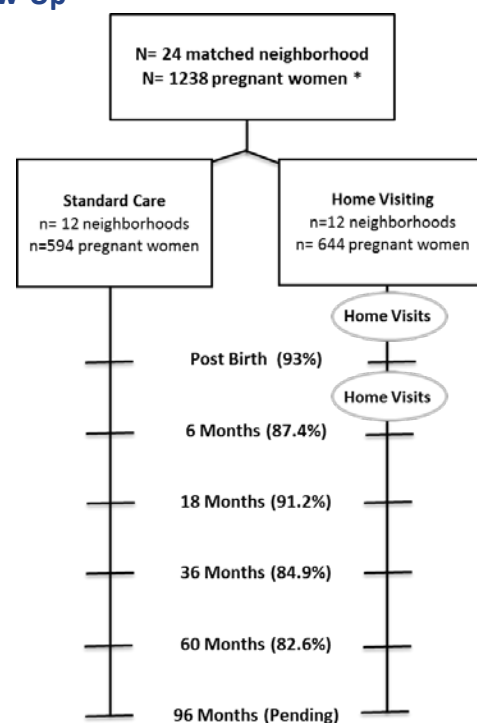 N= 24 matched neighborhood
N= 1238 pregnant women *
Standard Care
n= 12 neighborhoods
n=594 pregnant women
Home Visiting
n=12 neighborhoods
n= 644 pregnant women
Home Visits
Post Birth (93%)
Home Visits
6 Months (87.4%)
18 Months (91.2%)
36 Months (84.9%)
60 Months (82.6%)
96 Months (Pending)